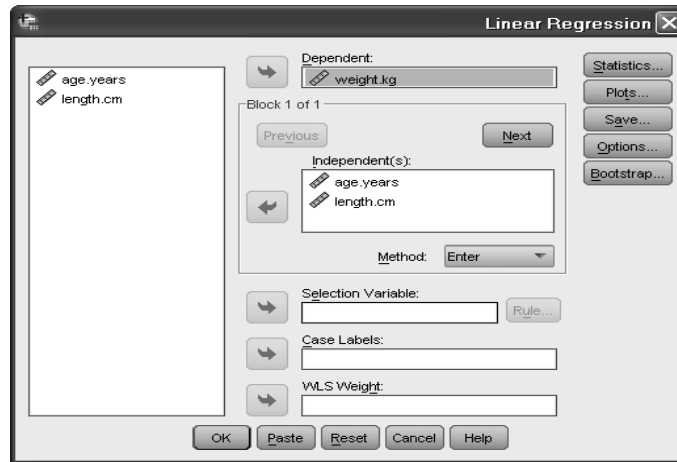 Linear Regression
age.years
length.cm
Dependent:
weight.kg
Block 1 of 1
Previous
Next
Independent(s):
age.years
length.cm
Method: Enter
Selection Variable:
Rule...
Case Labels:
WLS Weight:
Statistics...
Plots...
Save...
Options...
Bootstrap...
OK Paste Reset Cancel Help